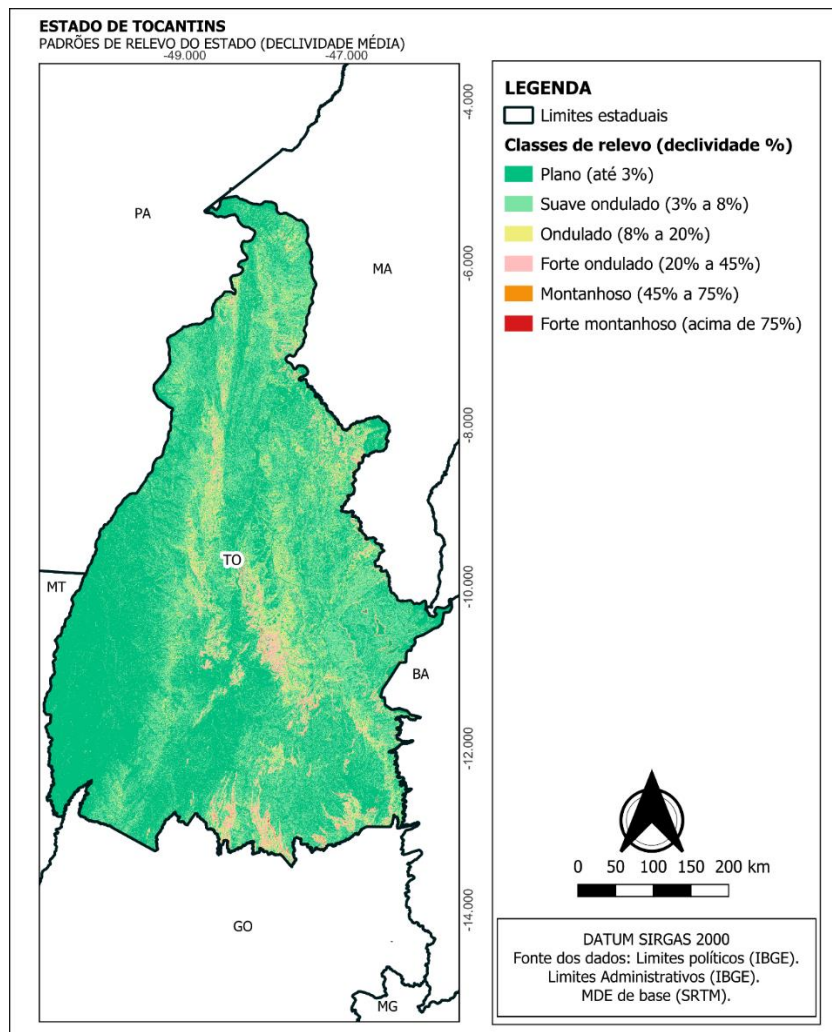 ESTADO DE TOCANTINS
PADRÕES DE RELEVO DO ESTADO (DECLIVIDADE MÉDIA)
-49.000
-47.000
-4.000
-6.000
-8.000
-10.000
-12.000
-14.000
PA
MA
TO
MT
BA
GO
MG
LEGENDA
Limites estaduais
Classes de relevo (declividade %)
Plano (até 3%)
Suave ondulado (3% a 8%)
Ondulado (8% a 20%)
Forte ondulado (20% a 45%)
Montanhoso (45% a 75%)
Forte montanhoso (acima de 75%)
0 50 100 150 200 km
DATUM SIRGAS 2000
Fonte dos dados: Limites políticos (IBGE).
Limites Administrativos (IBGE).
MDE de base (SRTM).